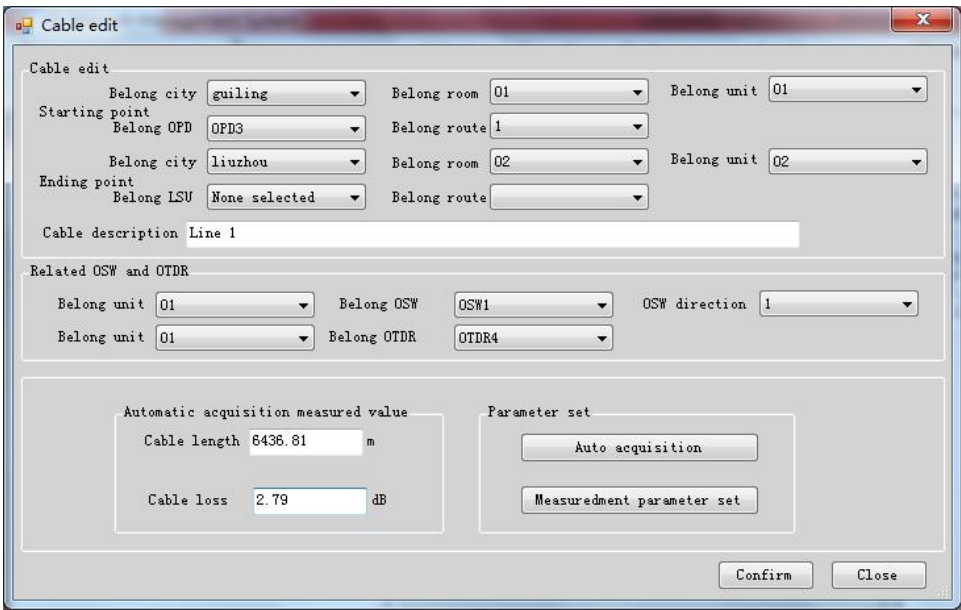 Cable edit
Cable edit
Belong city guiling Belong room 01 Belong unit 01
Starting point
Belong OPD OPD3 Belong route 1
Belong city liuzhou Belong room 02 Belong unit 02
Ending point
Belong LSU None selected Belong route
Cable description Line 1
Related OSW and OTDR
Belong unit 01 Belong OSW OSW1 OSW direction 1
Belong unit 01 Belong OTDR OTDR4
Automatic acquisition measured value Parameter set
Cable length 6436.81 m
Auto acquisition
Cable loss 2.79 dB Measuredment parameter set
Confirm Close